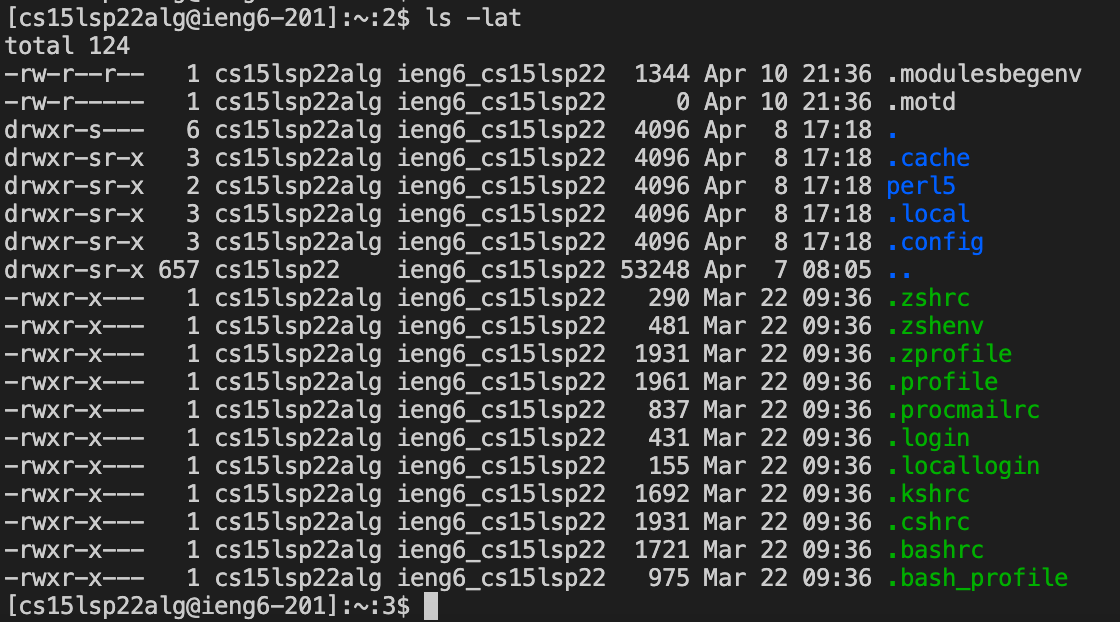 [cs15lsp22alg@ieng6-201]:~:2$ ls -lat
total 124
-rw-r--r--   1 cs15lsp22alg ieng6_cs15lsp22  1344 Apr 10 21:36 .modulesbegenv
-rw-r-----   1 cs15lsp22alg ieng6_cs15lsp22     0 Apr 10 21:36 .motd
drwxr-s---   6 cs15lsp22alg ieng6_cs15lsp22  4096 Apr  8 17:18 .
drwxr-sr-x   3 cs15lsp22alg ieng6_cs15lsp22  4096 Apr  8 17:18 .cache
drwxr-sr-x   2 cs15lsp22alg ieng6_cs15lsp22  4096 Apr  8 17:18 perl5
drwxr-sr-x   3 cs15lsp22alg ieng6_cs15lsp22  4096 Apr  8 17:18 .local
drwxr-sr-x   3 cs15lsp22alg ieng6_cs15lsp22  4096 Apr  8 17:18 .config
drwxr-sr-x 657 cs15lsp22    ieng6_cs15lsp22 53248 Apr  7 08:05 ..
-rwxr-x---   1 cs15lsp22alg ieng6_cs15lsp22   290 Mar 22 09:36 .zshrc
-rwxr-x---   1 cs15lsp22alg ieng6_cs15lsp22   481 Mar 22 09:36 .zshenv
-rwxr-x---   1 cs15lsp22alg ieng6_cs15lsp22  1931 Mar 22 09:36 .zprofile
-rwxr-x---   1 cs15lsp22alg ieng6_cs15lsp22  1961 Mar 22 09:36 .profile
-rwxr-x---   1 cs15lsp22alg ieng6_cs15lsp22   837 Mar 22 09:36 .procmailrc
-rwxr-x---   1 cs15lsp22alg ieng6_cs15lsp22   431 Mar 22 09:36 .login
-rwxr-x---   1 cs15lsp22alg ieng6_cs15lsp22   155 Mar 22 09:36 .locallogin
-rwxr-x---   1 cs15lsp22alg ieng6_cs15lsp22  1692 Mar 22 09:36 .kshrc
-rwxr-x---   1 cs15lsp22alg ieng6_cs15lsp22  1931 Mar 22 09:36 .cshrc
-rwxr-x---   1 cs15lsp22alg ieng6_cs15lsp22  1721 Mar 22 09:36 .bashrc
-rwxr-x---   1 cs15lsp22alg ieng6_cs15lsp22   975 Mar 22 09:36 .bash_profile
[cs15lsp22alg@ieng6-201]:~:3$